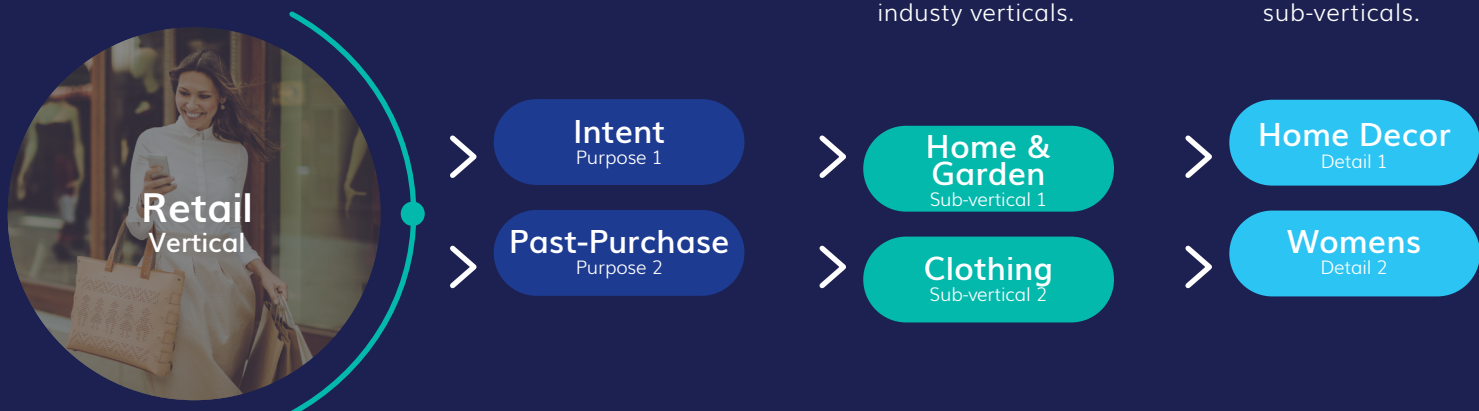 industy verticals.
sub-verticals.
Retail
Vertical
Intent
Purpose 1
Past-Purchase
Purpose 2
Home &
Garden
Sub-vertical 1
Clothing
Sub-vertical 2
Home Decor
Detail 1
Womens
Detail 2